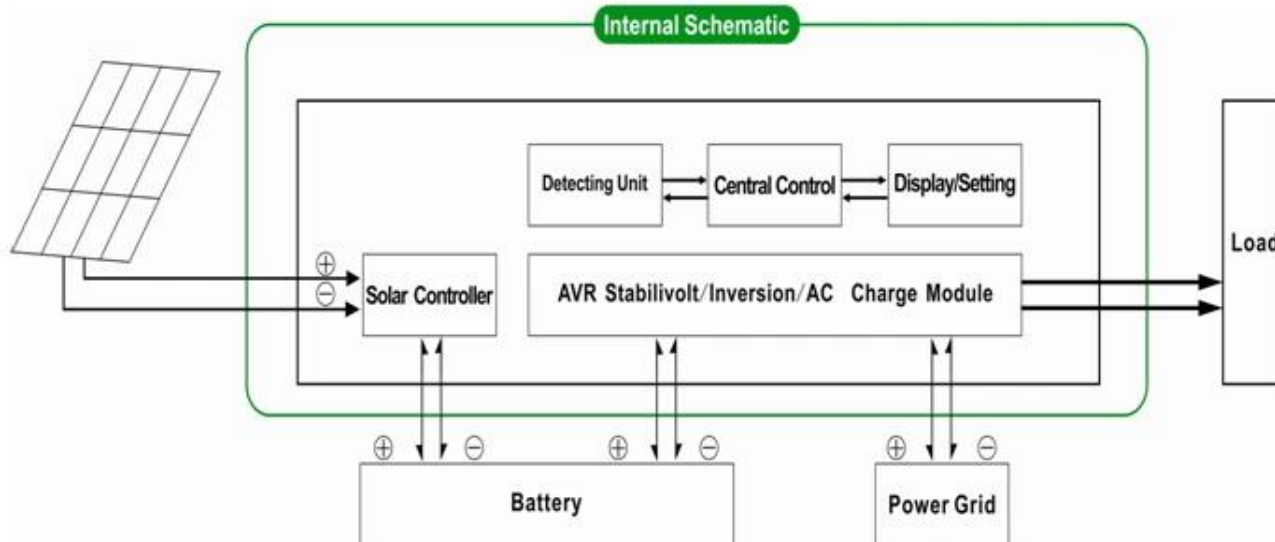 Internal Schematic
Detecting Unit
Central Control
Display/Setting
Load
⊕
⊖
Solar Controller
AVR Stabilivolt/Inversion/AC Charge Module
⊕ ⊖ ⊕ ⊖ ⊕ ⊖
Battery
Power Grid